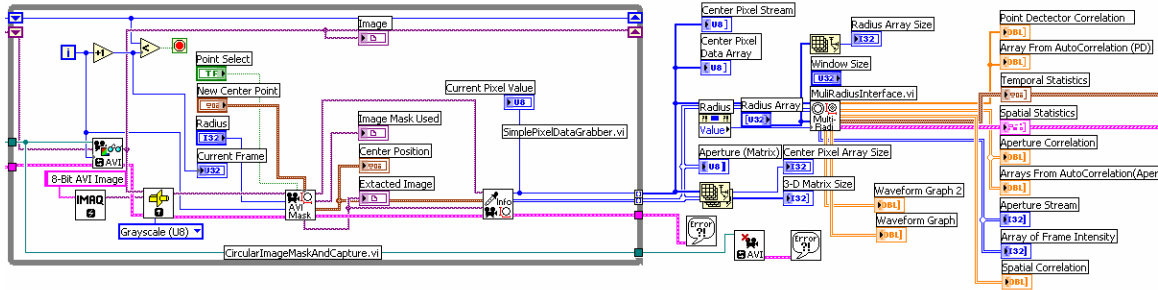 Image
i
+1
<
Point Select
TF
New Center Point
Radius
I32
Current Frame
U32
AVI
8-Bit AVI Image
IMAQ
Grayscale (U8)
CircularImageMaskAndCapture.vi
Image Mask Used
Center Position
Extacted Image
AVI
Mask
Current Pixel Value
U8
SimplePixelDataGrabber.vi
Info
Center Pixel Stream
U8]
Center Pixel
Data Array
U8]
Radius
Value
Radius Array
U32]
Aperture (Matrix)
U8]
Error
?!
AVI
Error
?!
Radius Array Size
I32
Window Size
U32
MuliRadiusInterface.vi
Multi-
Radi
Center Pixel Array Size
I32
3-D Matrix Size
I32
Waveform Graph 2
DBL]
Waveform Graph
DBL]
Point Dectector Correlation
DBL]
Array From AutoCorrelation (PD)
DBL]
Temporal Statistics
Spatial Statistics
Aperture Correlation
DBL]
Arrays From AutoCorrelation(Aper
DBL]
Aperture Stream
I32]
Array of Frame Intensity
I32]
Spatial Correlation
DBL]